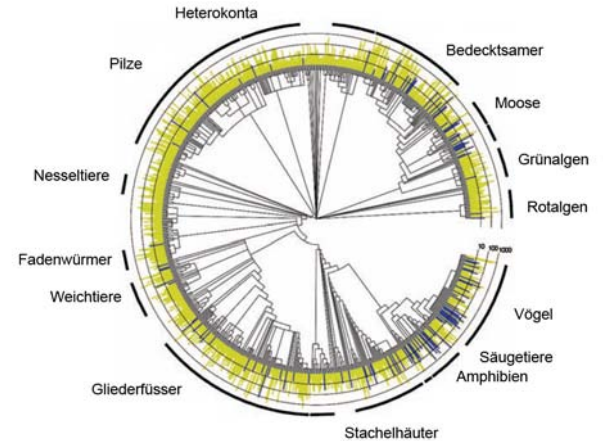 Heterokonta
Bedecktsamer
Pilze
Moose
Grünalgen
Nesseltiere
Rotalgen
10 100 1000
Fadenwürmer
Weichtiere
Vögel
Säugetiere
Amphibien
Gliederfüsser
Stachelhäuter